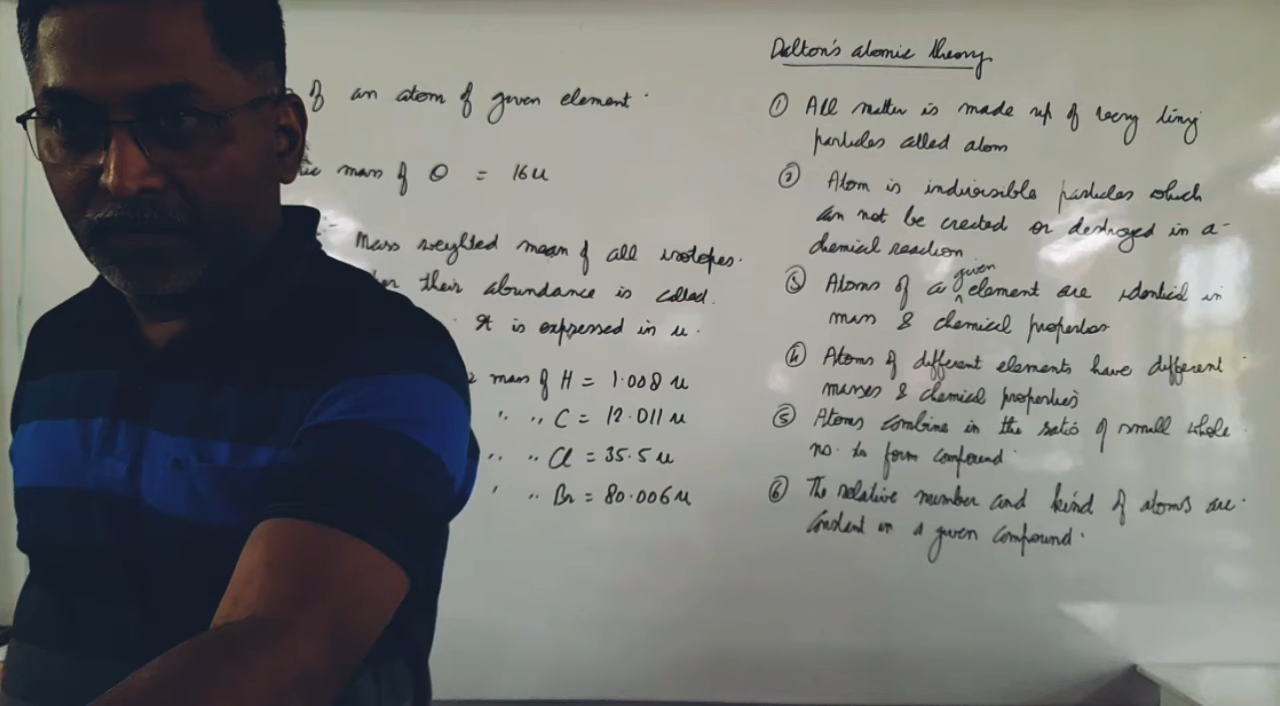 of an atom of given element.
mass of O = 16u
Mass weighted mean of all isotopes.
their abundance is called.
It is expressed in u.
mass of H = 1.008 u
" " C = 12.011 u
" " Cl = 35.5 u
" " Br = 80.006 u
Dalton's atomic theory
① All matter is made up of very tiny
particles called atom
② Atom is indivisible particles which
can not be created or destroyed in a
chemical reaction
given
③ Atoms of a ^ element are identical in
mass & chemical properties
④ Atoms of different elements have different
masses & chemical properties
⑤ Atoms combine in the ratio of small whole
no. to form compound.
⑥ The relative number and kind of atoms are
constant in a given compound.